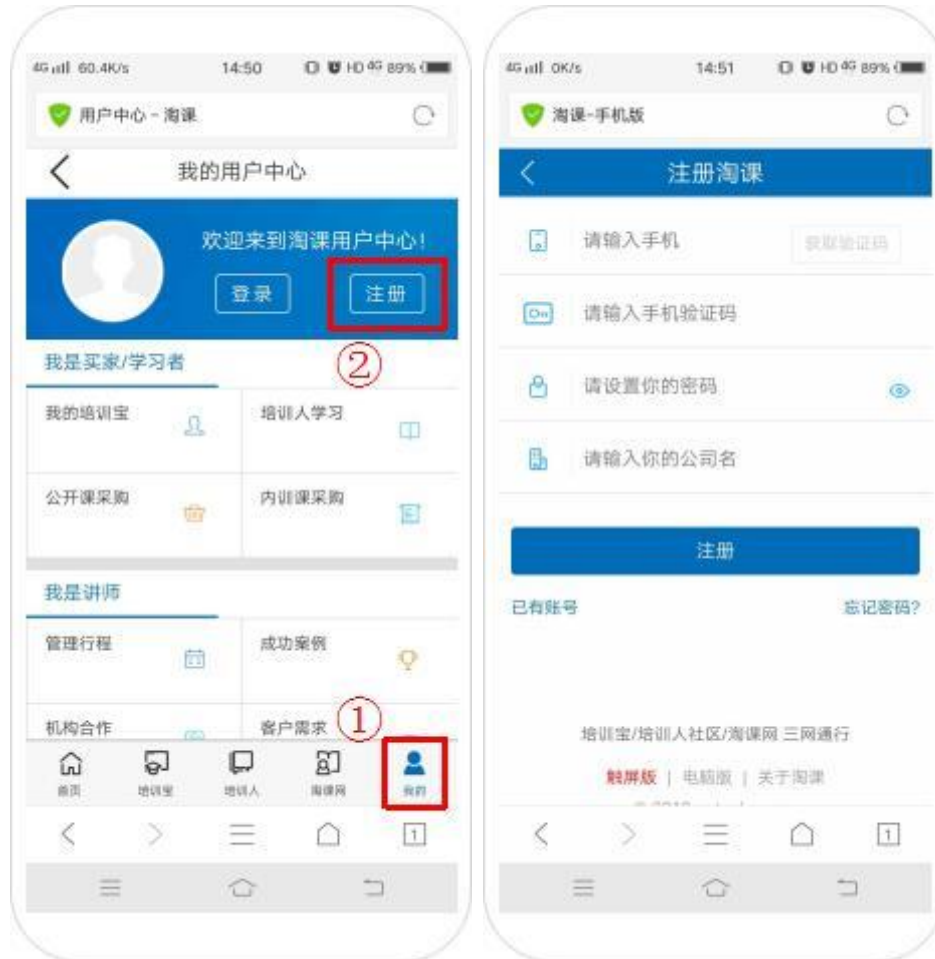 4G 60.4K/s 14:50 HD 4G 89%
用户中心 - 淘课
我的用户中心
欢迎来到淘课用户中心!
登录 注册
②
我是买家/学习者
我的培训宝 培训人学习
公开课采购 内训课采购
我是讲师
管理行程 成功案例
机构合作 客户需求
①
首页 培训宝 培训人 淘课网 我的
1
4G 0K/s 14:51 HD 4G 89%
淘课-手机版
注册淘课
请输入手机 获取验证码
请输入手机验证码
请设置你的密码
请输入你的公司名
注册
已有账号 忘记密码?
培训宝/培训人社区/淘课网 三网通行
触屏版 | 电脑版 | 关于淘课
1